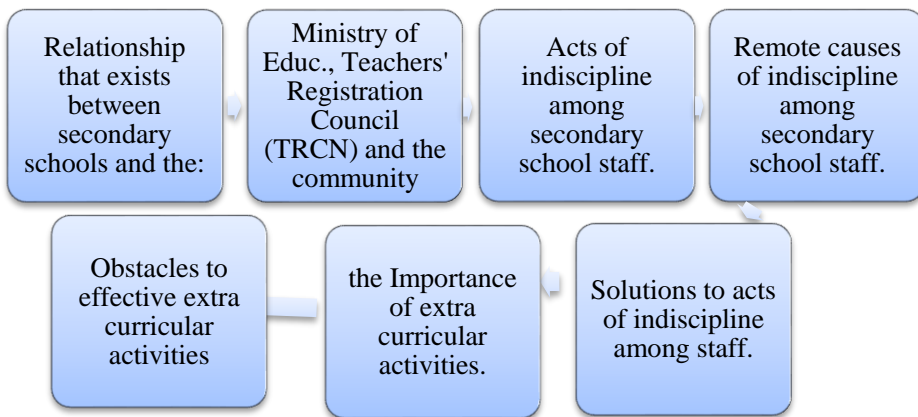 Relationship
that exists
between
secondary
schools and the:
Ministry of
Educ., Teachers'
Registration
Council
(TRCN) and the
community
Acts of
indiscipline
among
secondary
school staff.
Remote causes
of indiscipline
among
secondary
school staff.
Solutions to acts
of indiscipline
among staff.
the Importance
of extra
curricular
activities.
Obstacles to
effective extra
curricular
activities